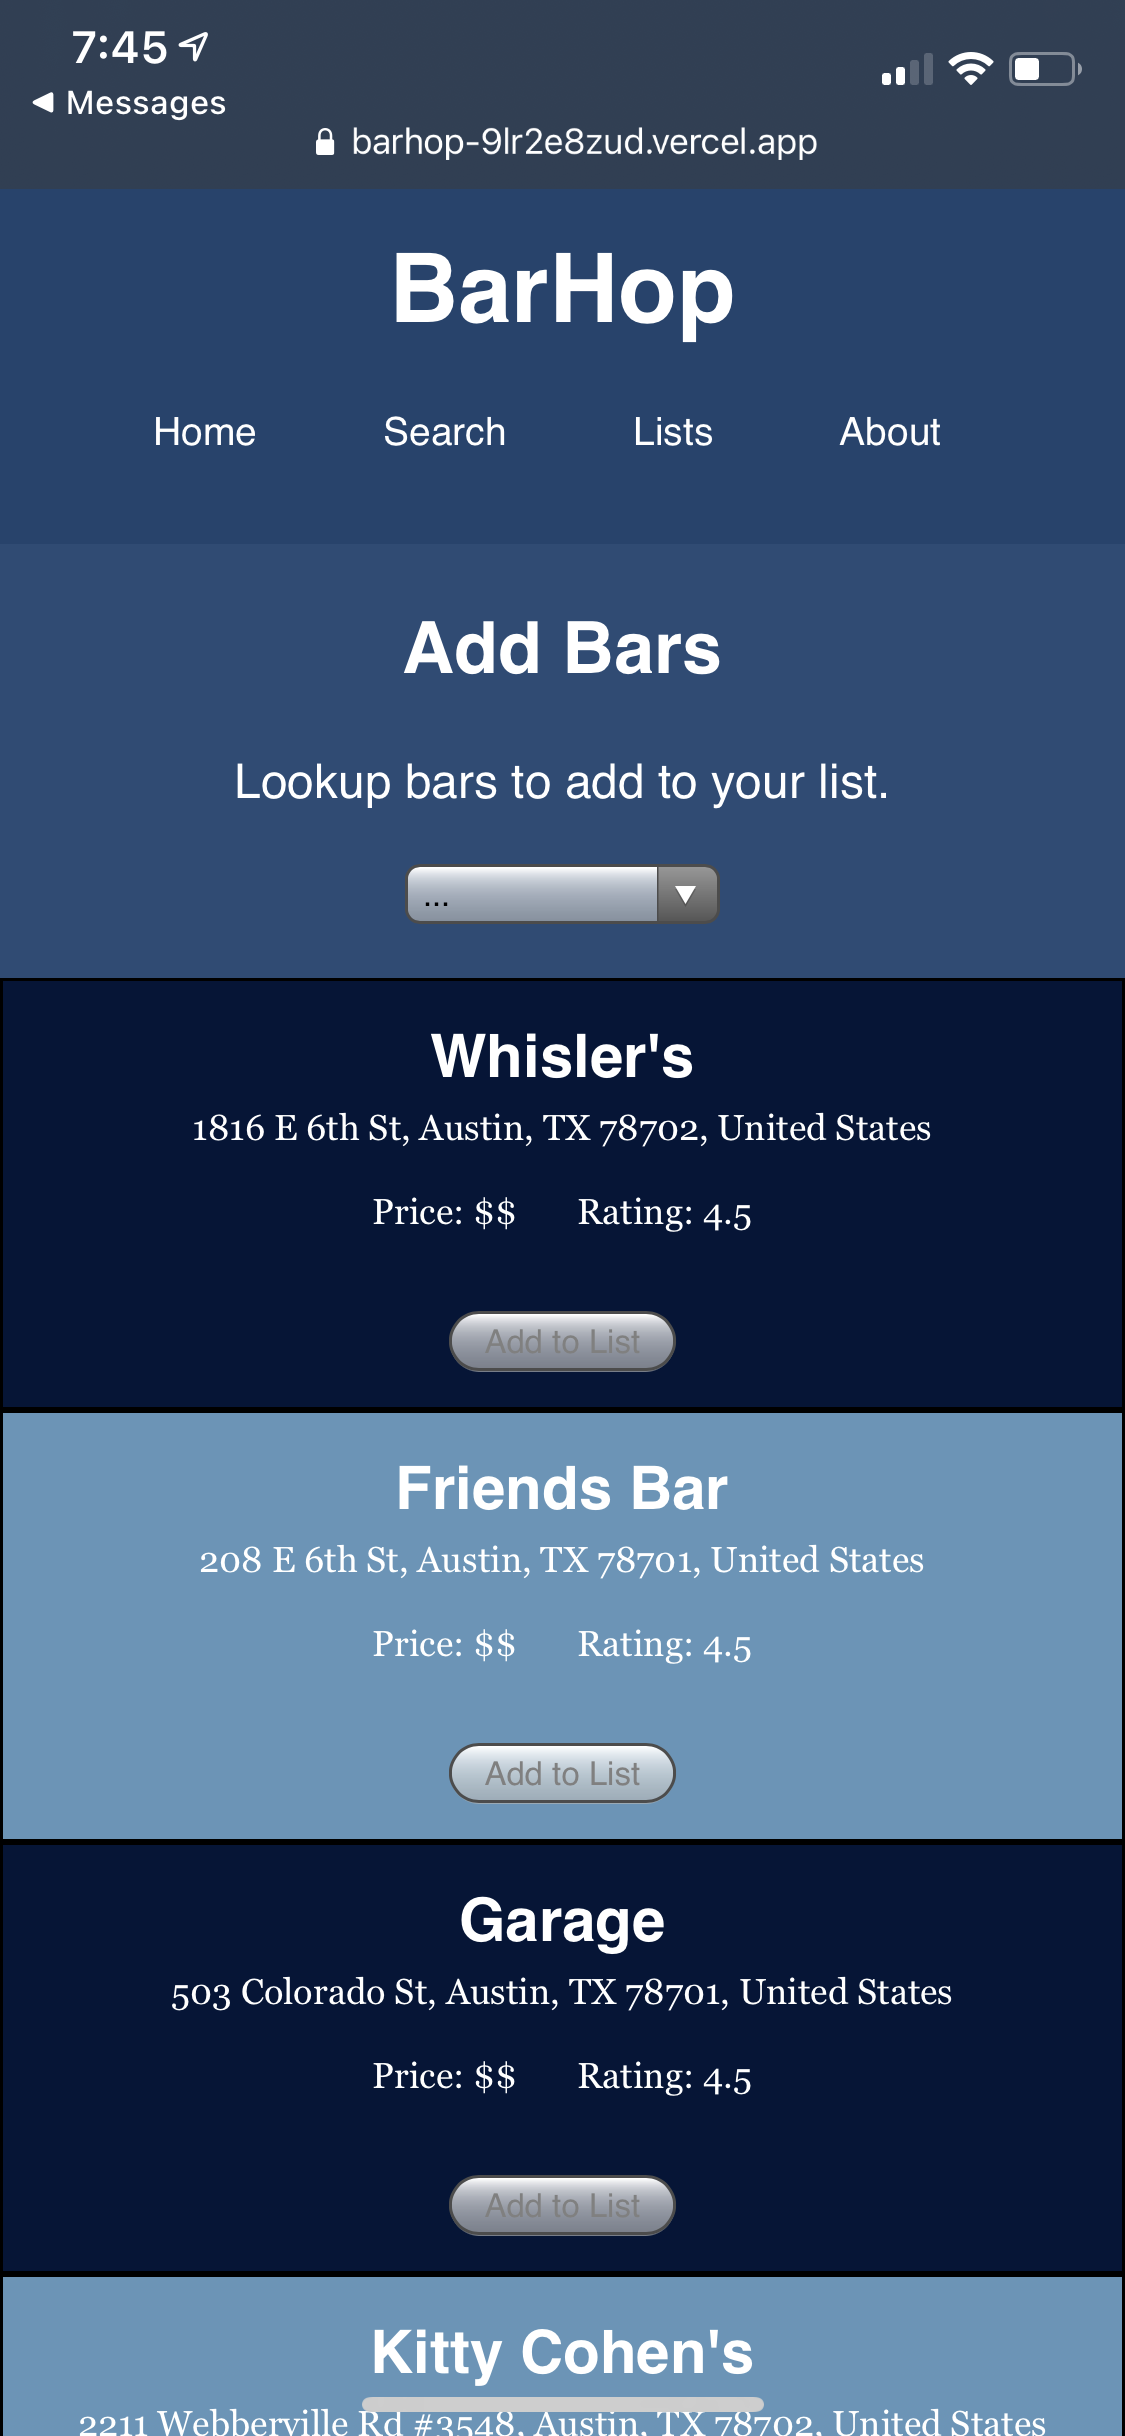 7:45
Messages
barhop-9lr2e8zud.vercel.app
BarHop
Home Search Lists About
Add Bars
Lookup bars to add to your list.
...
Whisler's
1816 E 6th St, Austin, TX 78702, United States
Price: $$ Rating: 4.5
Add to List
Friends Bar
208 E 6th St, Austin, TX 78701, United States
Price: $$ Rating: 4.5
Add to List
Garage
503 Colorado St, Austin, TX 78701, United States
Price: $$ Rating: 4.5
Add to List
Kitty Cohen's
2211 Webberville Rd #3548, Austin, TX 78702, United States